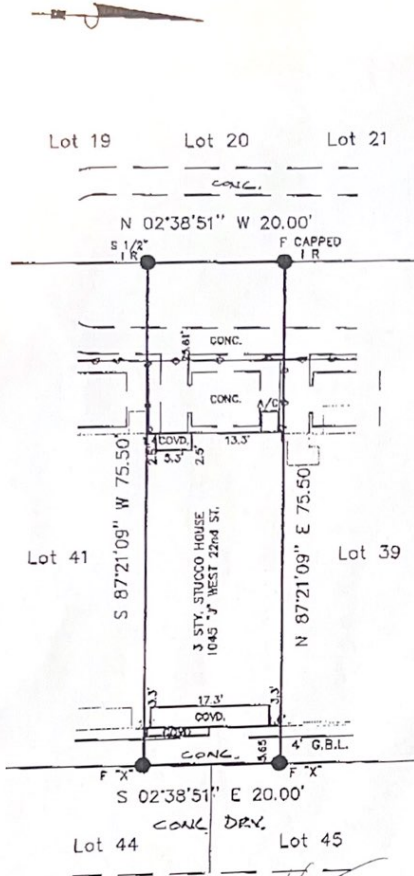 Lot 19 Lot 20 Lot 21
CONC.
N 02°38'51" W 20.00'
S 1/2" F CAPPED
I R I R
25.61'
CONC.
CONC.
A/C
COVD. 13.3'
2.5' 5.3' 2.5'
S 87°21'09" W 75.50'
N 87°21'09" E 75.50'
Lot 41
3 STY. STUCCO HOUSE
1045 "J" WEST 22nd ST.
Lot 39
3.3' 17.3' 3.3'
COVD.
4' G.B.L.
CONC. 5.65
F "X" F "X"
S 02°38'51" E 20.00'
CONC. DRV.
Lot 44 Lot 45